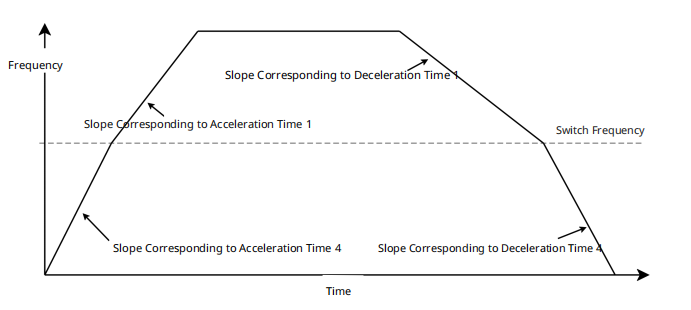 Frequency
Slope Corresponding to Deceleration Time 1
Slope Corresponding to Acceleration Time 1
Switch Frequency
Slope Corresponding to Acceleration Time 4
Slope Corresponding to Deceleration Time 4
Time